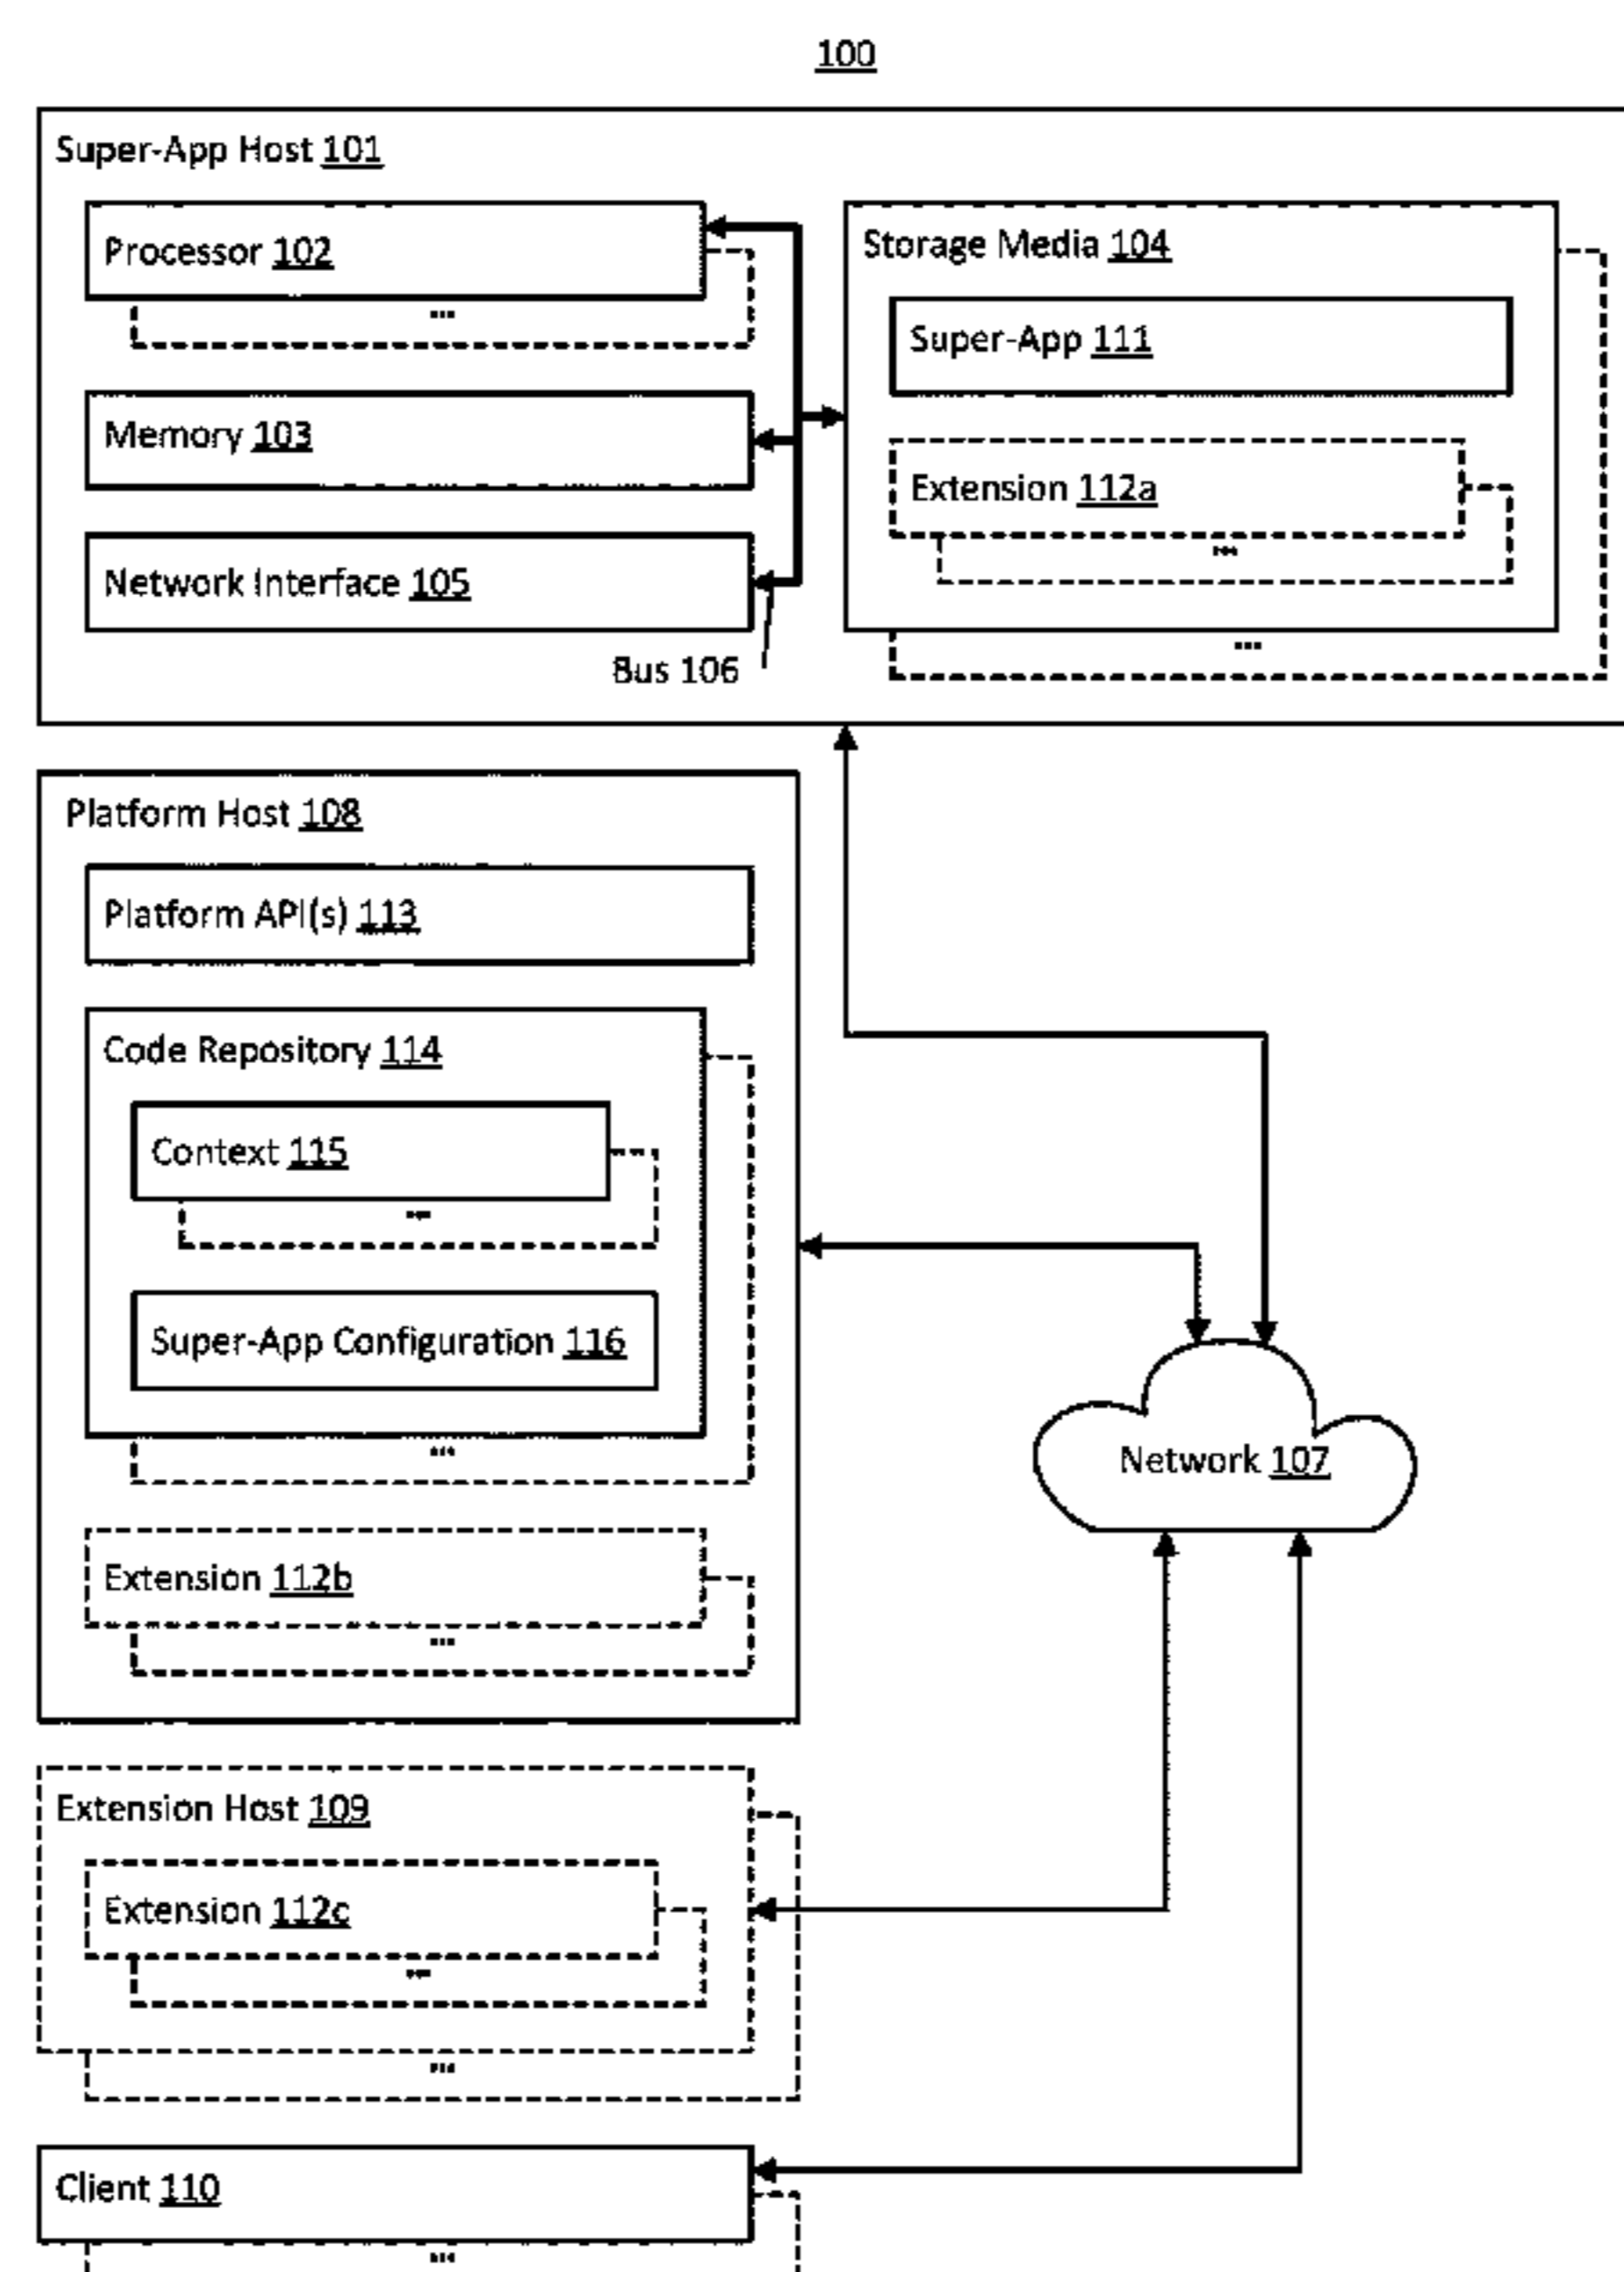 100
Super-App Host 101
Processor 102
...
Memory 103
Network Interface 105
Bus 106
Storage Media 104
Super-App 111
Extension 112a
...
...
Platform Host 108
Platform API(s) 113
Code Repository 114
Context 115
...
Super-App Configuration 116
...
Extension 112b
...
Network 107
Extension Host 109
Extension 112c
...
...
Client 110
...